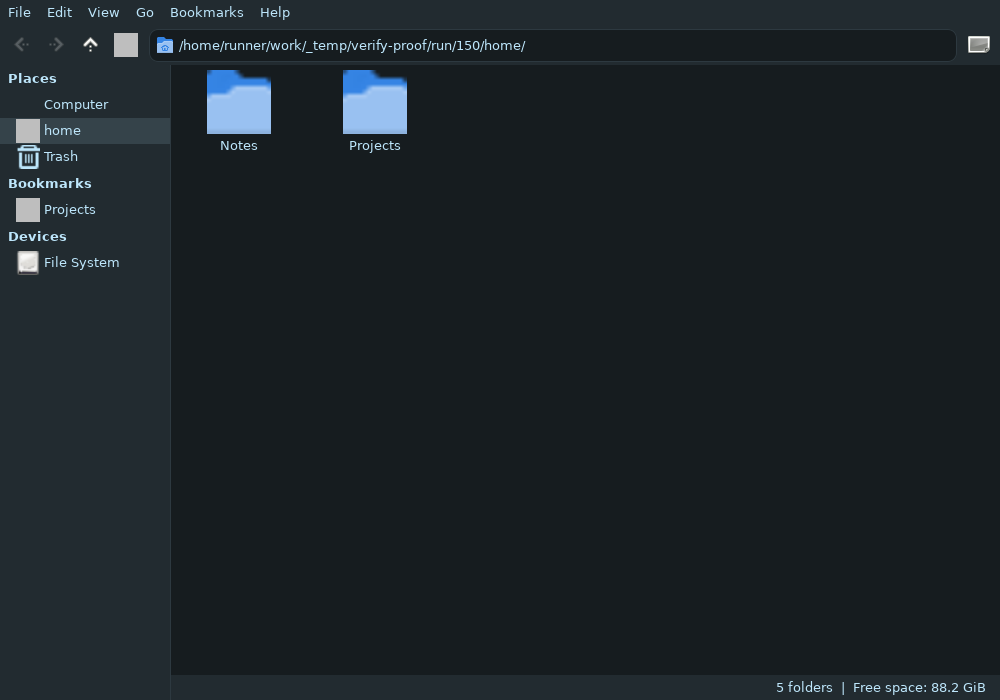 File Edit View Go Bookmarks Help
/home/runner/work/_temp/verify-proof/run/150/home/
Places
Computer
home
Trash
Bookmarks
Projects
Devices
File System
Notes
Projects
5 folders | Free space: 88.2 GiB